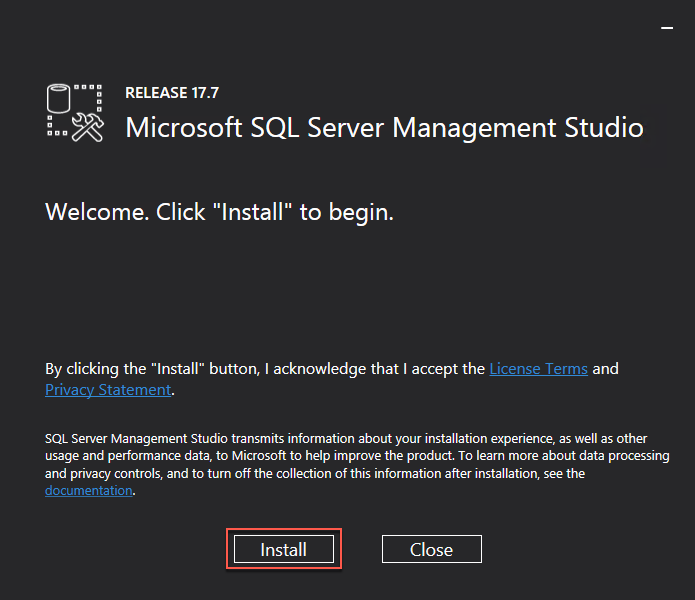 RELEASE 17.7
Microsoft SQL Server Management Studio
Welcome. Click "Install" to begin.
By clicking the "Install" button, I acknowledge that I accept the License Terms and
Privacy Statement.
SQL Server Management Studio transmits information about your installation experience, as well as other
usage and performance data, to Microsoft to help improve the product. To learn more about data processing
and privacy controls, and to turn off the collection of this information after installation, see the
documentation.
Install
Close